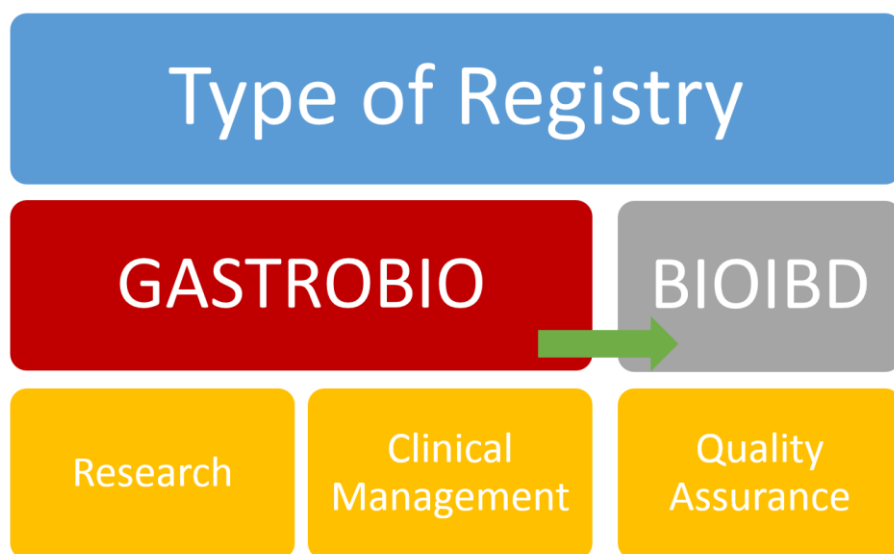 Type of Registry
GASTROBIO
BIOIBD
Research
Clinical
Management
Quality
Assurance